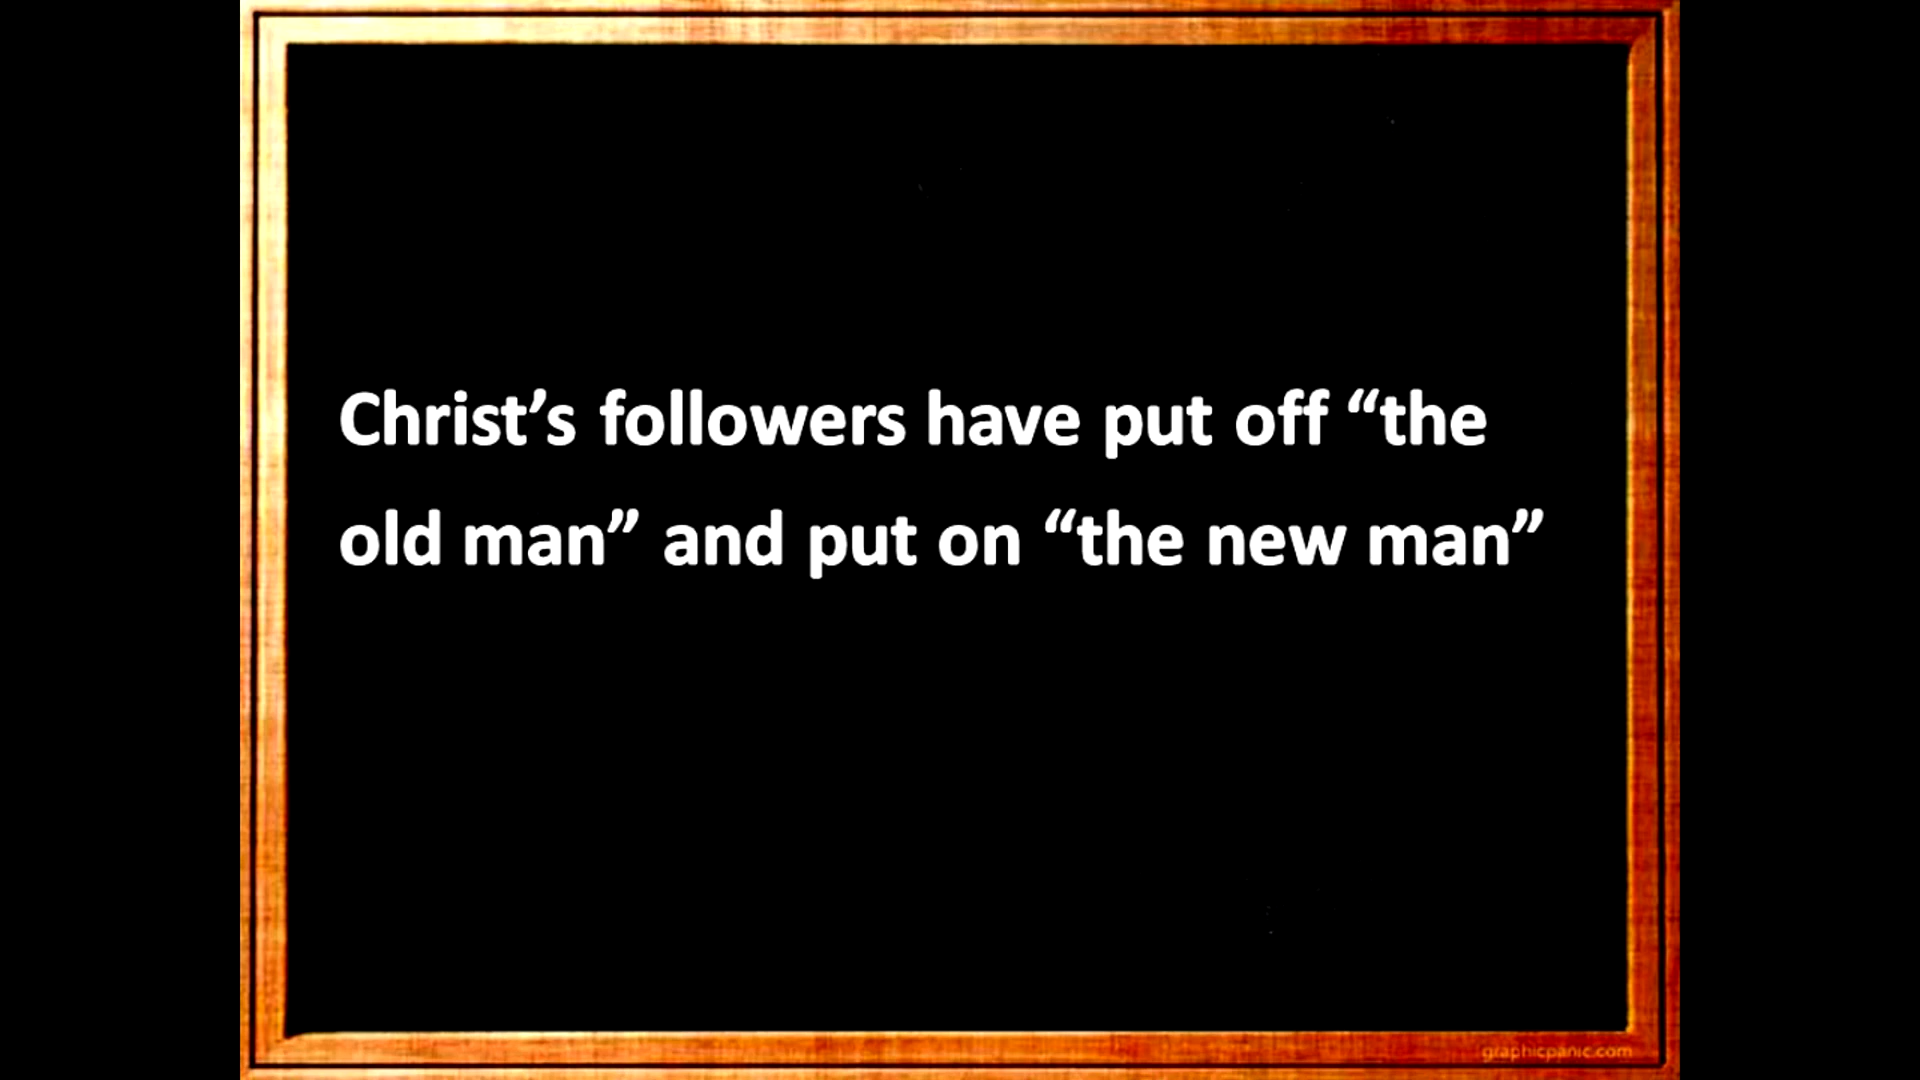 Christ’s followers have put off “the
old man” and put on “the new man”
graphicpanic.com